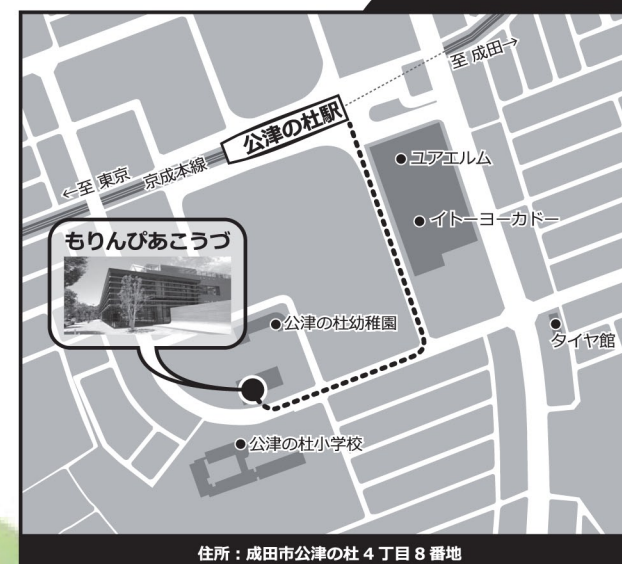 至 成田→
公津の杜駅
←至 東京 京成本線
ユアエルム
イトーヨーカドー
もりんぴあこうづ
公津の杜幼稚園
タイヤ館
公津の杜小学校
住所：成田市公津の杜 4 丁目 8 番地